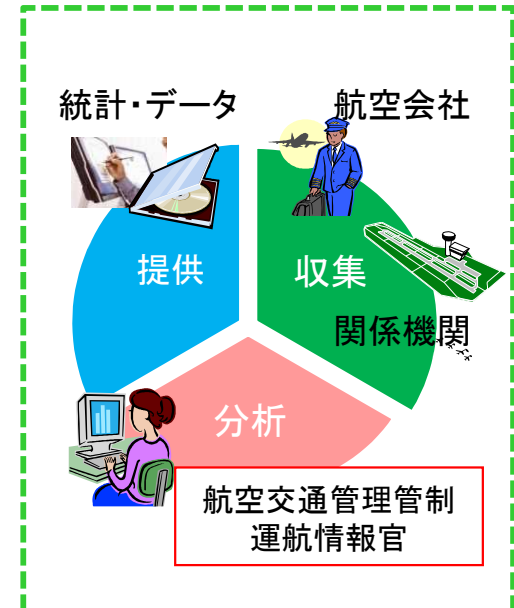 統計・データ
航空会社
提供
収集
関係機関
分析
航空交通管理管制
運航情報官